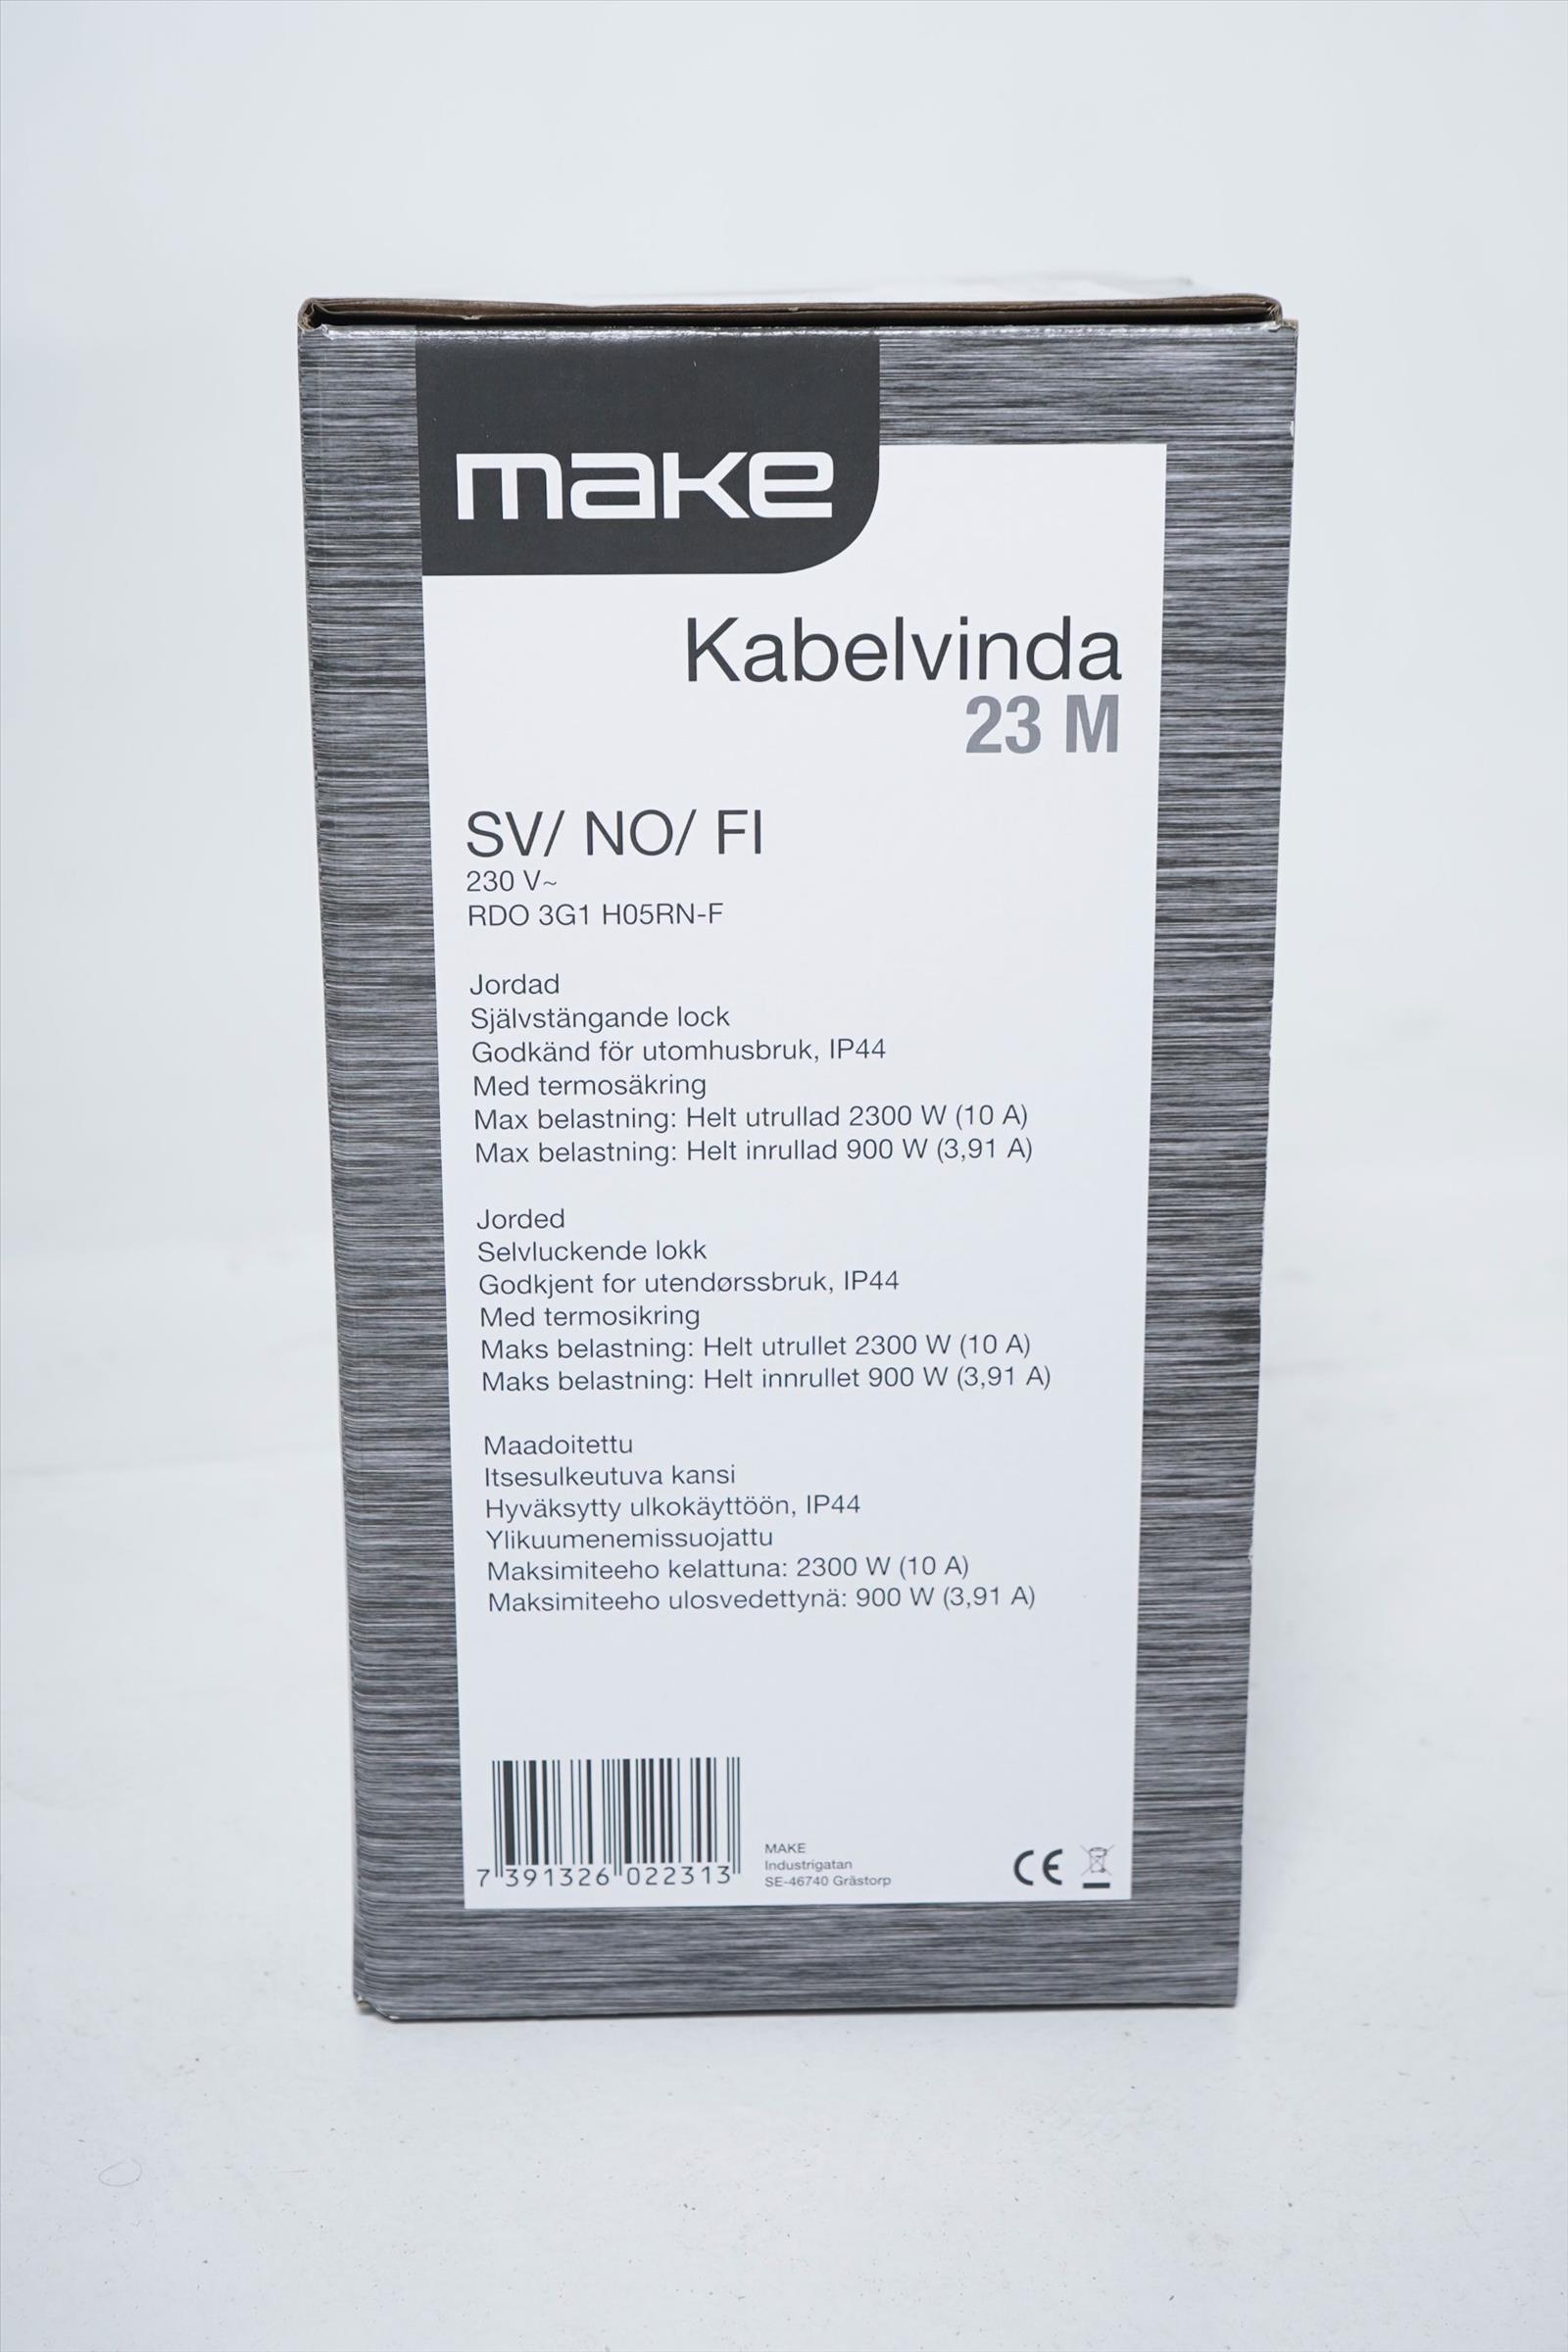 make
Kabelvinda
23 M
SV/ NO/ FI
230 V~
RDO 3G1 H05RN-F
Jordad
Självstängande lock
Godkänd för utomhusbruk, IP44
Med termosäkring
Max belastning: Helt utrullad 2300 W (10 A)
Max belastning: Helt inrullad 900 W (3,91 A)
Jorded
Selvluckende lokk
Godkjent for utendørssbruk, IP44
Med termosikring
Maks belastning: Helt utrullet 2300 W (10 A)
Maks belastning: Helt innrullet 900 W (3,91 A)
Maadoitettu
Itsesulkeutuva kansi
Hyväksytty ulkokäyttöön, IP44
Ylikuumenemissuojattu
Maksimiteeho kelattuna: 2300 W (10 A)
Maksimiteeho ulosvedettynä: 900 W (3,91 A)
7 391326 022313
MAKE
Industrigatan
SE-46740 Grästorp
CE